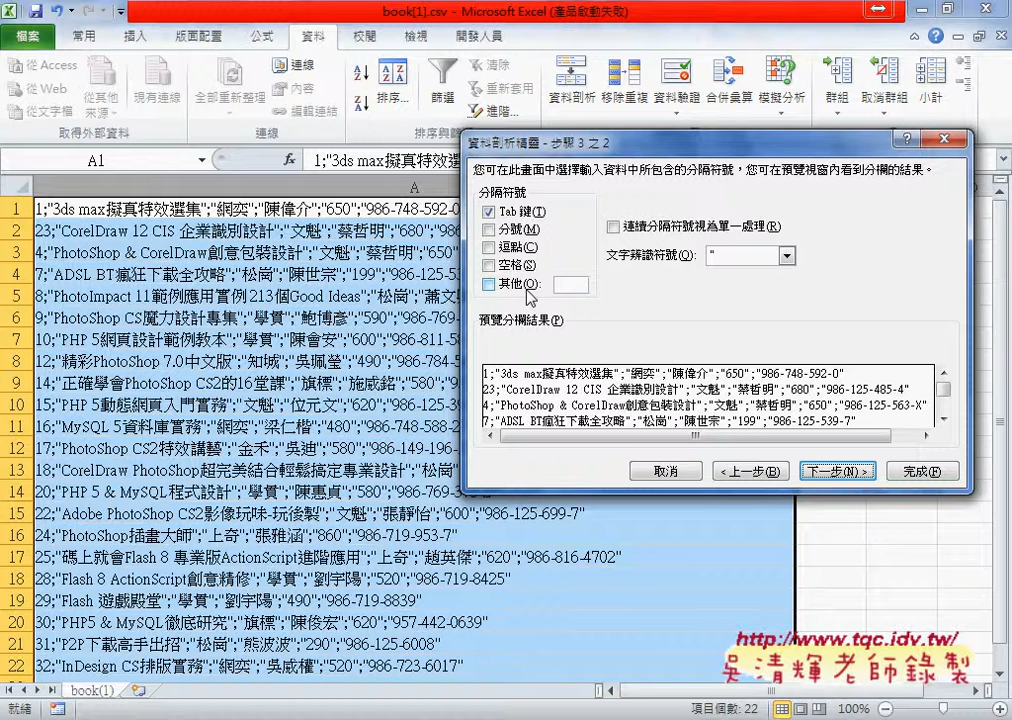 book[1].csv - Microsoft Excel (產品啟動失敗)
檔案 常用 插入 版面配置 公式 資料 校閱 檢視 開發人員
從 Access
從 Web
從文字檔
從其他來源
現有連線
取得外部資料
全部重新整理
連線
內容
編輯連結
連線
排序...
篩選
清除
重新套用
進階...
資料剖析 移除重複 資料驗證 合併彙算 模擬分析
群組 取消群組 小計
A1
fx
1;"3ds max擬真特效選
A
1 1;"3ds max擬真特效選集";"網奕";"陳偉介";"650";"986-748-592-0
2 23;"CorelDraw 12 CIS 企業識別設計";"文魁";"蔡哲明";"680";"986
3 4;"PhotoShop & CorelDraw創意包裝設計";"文魁";"蔡哲明"
4 7;"ADSL BT瘋狂下載全攻略";"松崗";"陳世宗";"199";"986-125
5 8;"PhotoImpact 11範例應用實例 213個Good Ideas";"松崗";"蕭文
6 9;"PhotoShop CS魔力設計專集";"學貫";"鮑博彥";"590";"986-769-
7 10;"PHP 5網頁設計範例教本";"學貫";"陳會安";"600";"986-811-5
8 12;"精彩PhotoShop 7.0中文版";"知城";"吳珮瑩";"490";"986-784-5
9 14;"正確學會PhotoShop CS2的16堂課";"旗標";"施威銘";"580";"9
10 15;"PHP 5動態網頁入門實務";"文魁";"位元文";"620";"986-125-39
11 16;"MySQL 5資料庫實務";"網奕";"梁仁楷";"480";"986-748-588-
12 17;"PhotoShop CS2特效講藝";"金禾";"吳迪";"580";"986-149-
13 18;"CorelDraw PhotoShop超完美結合輕鬆搞定專業設計";"松崗
14 20;"PHP 5 & MySQL程式設計";"學貫";"陳惠貞";"580";"986-769-3
15 22;"Adobe PhotoShop CS2影像玩味-玩後製";"文魁";"張靜怡";"600";"986-125-699-7"
16 24;"PhotoShop插畫大師";"上奇";"張雅涵";"860";"986-719-953-7"
17 25;"碼上就會Flash 8 專業版ActionScript進階應用";"上奇";"趙英傑";"620";"986-816-4702"
18 28;"Flash 8 ActionScript創意精修";"學貫";"劉宇陽";"520";"986-719-8425"
19 29;"Flash 遊戲殿堂";"學貫";"劉宇陽";"490";"986-719-8839"
20 30;"PHP5 & MySQL 徹底研究";"旗標";"陳俊宏";"620";"957-442-0639"
21 31;"P2P下載高手出招";"松崗";"熊波波";"290";"986-125-6008"
22 32;"InDesign CS排版實務";"網奕";"吳威權";"520";"986-723-6017"
資料剖析精靈 - 步驟 3 之 2
您可在此畫面中選擇輸入資料中所包含的分隔符號，您可在預覽視窗內看到分欄的結果。
分隔符號
Tab 鍵(T)
分號(M)
逗點(C)
空格(S)
其他(O):
連續分隔符號視為單一處理(R)
文字辨識符號(Q): "
預覽分欄結果(P)
1;"3ds max擬真特效選集";"網奕";"陳偉介";"650";"986-748-592-0"
23;"CorelDraw 12 CIS 企業識別設計";"文魁";"蔡哲明";"680";"986-125-485-4"
4;"PhotoShop & CorelDraw創意包裝設計";"文魁";"蔡哲明";"650";"986-125-563-X"
7;"ADSL BT瘋狂下載全攻略";"松崗";"陳世宗";"199";"986-125-539-7"
取消 < 上一步(B) 下一步(N) > 完成(F)
http://www.tqc.idv.tw/
吳清輝老師錄製
book(1)
就緒 項目個數: 22 100%